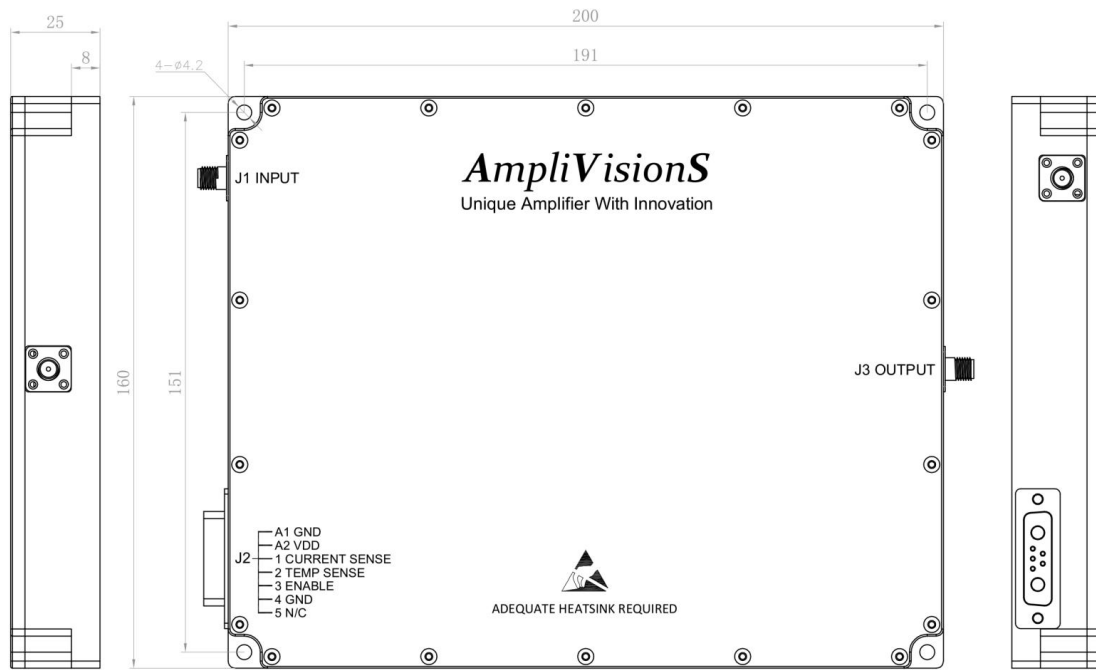 25
8
200
191
4-ø4.2
AmpliVisionS
Unique Amplifier With Innovation
J1 INPUT
160
151
J3 OUTPUT
J2
A1 GND
A2 VDD
1 CURRENT SENSE
2 TEMP SENSE
3 ENABLE
4 GND
5 N/C
ADEQUATE HEATSINK REQUIRED